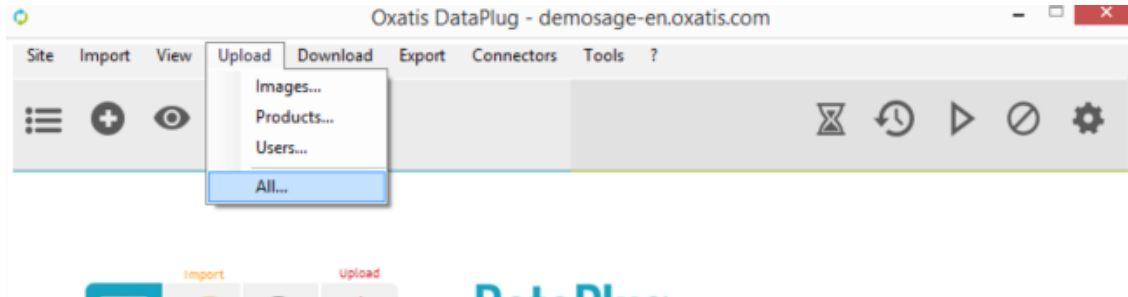 Oxatis DataPlug - demosage-en.oxatis.com
Site Import View Upload Download Export Connectors Tools ?
Images...
Products...
Users...
All...
Import Upload